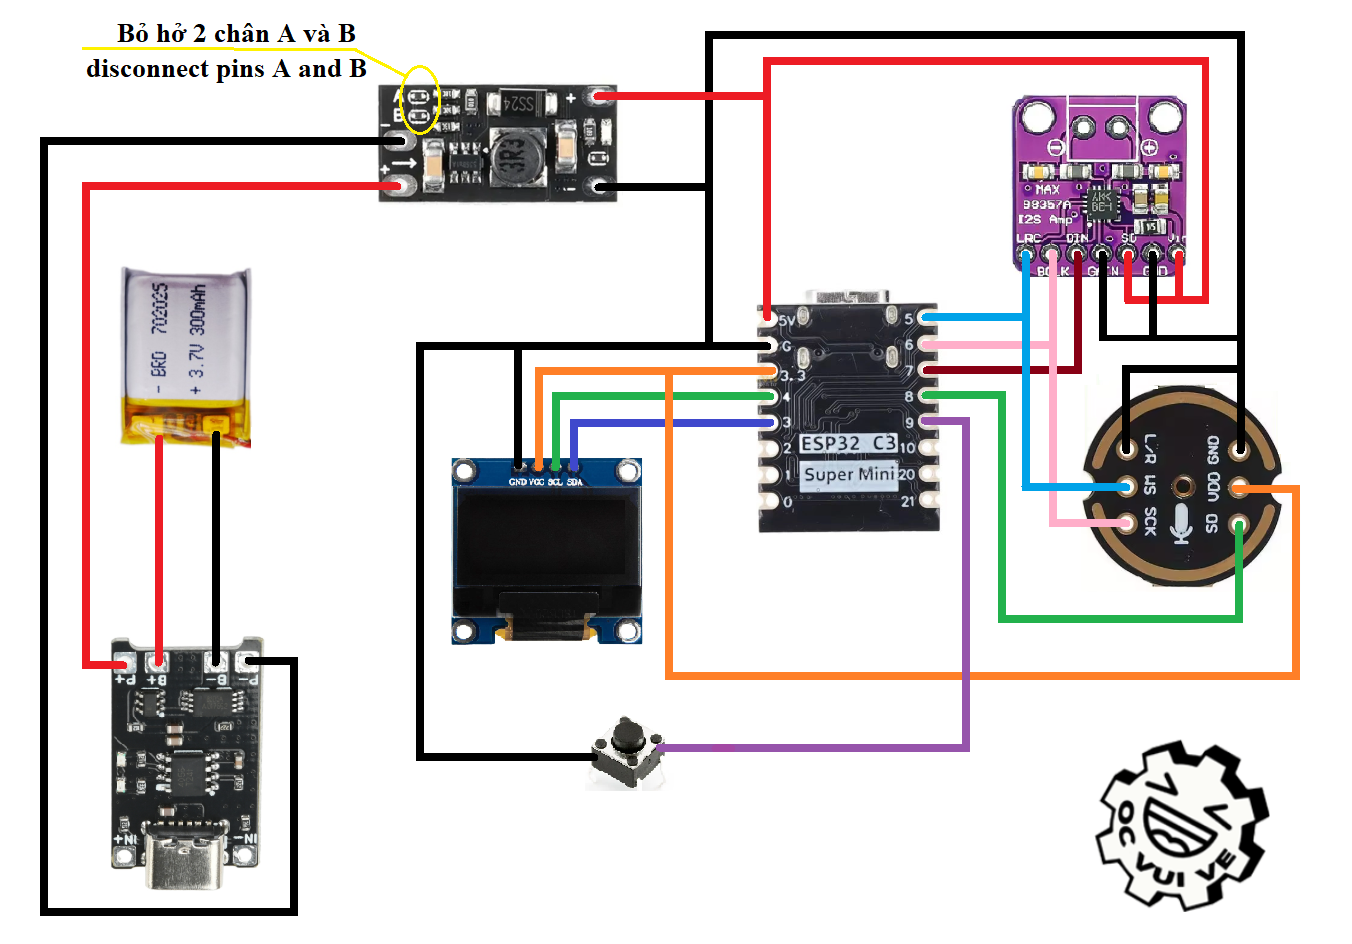 Bỏ hở 2 chân A và B
disconnect pins A and B
A
B
-
+
+
-
SS24
3R3
- BRD 702025
+ 3.7V 300mAh
P+ B+ B- P-
IN+ IN-
GND VCC SCL SDA
5V
G
3.3
4
3
2
1
0
5
6
7
8
9
10
20
21
ESP32 C3
Super Mini
MAX
98357A
I2S Amp
LRC DIN SD Vin
BCLK GAIN GND
L/R
WS
SCK
GND
VDD
SD
OC VUI VE